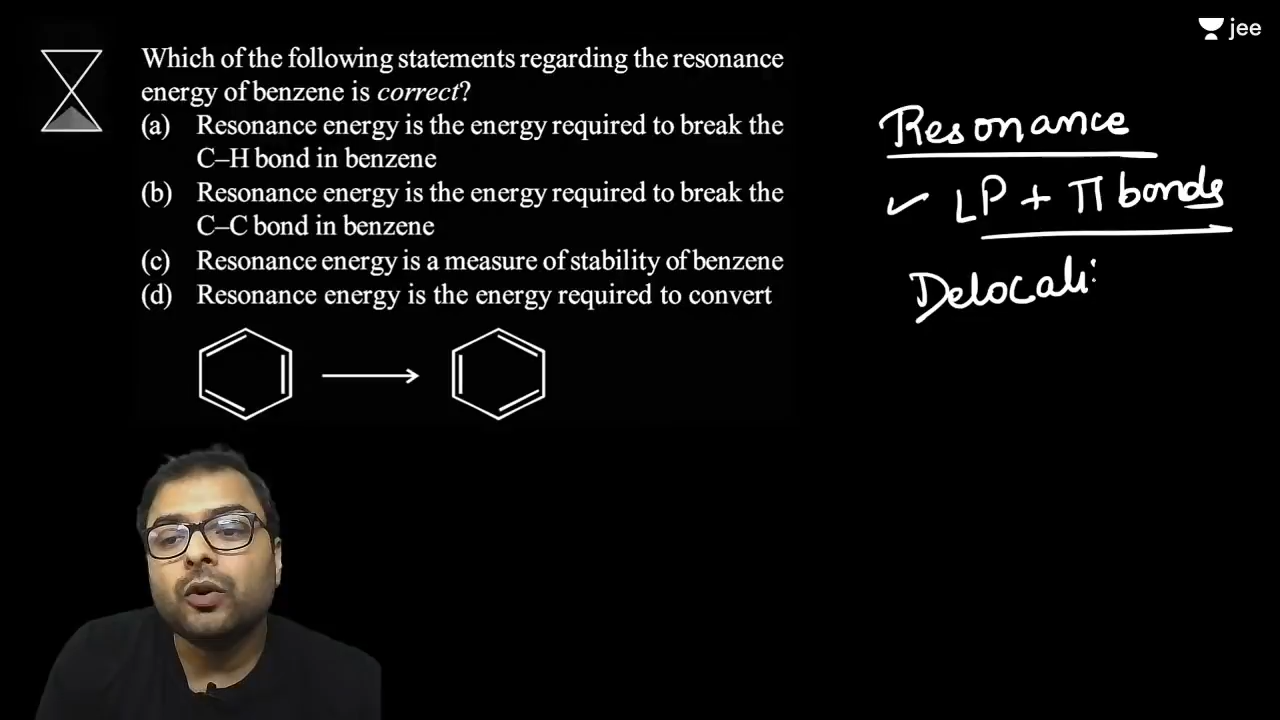 jee
Which of the following statements regarding the resonance
energy of benzene is correct?
(a) Resonance energy is the energy required to break the
C–H bond in benzene
(b) Resonance energy is the energy required to break the
C–C bond in benzene
(c) Resonance energy is a measure of stability of benzene
(d) Resonance energy is the energy required to convert
Resonance
✓ LP + π bonds
Delocali